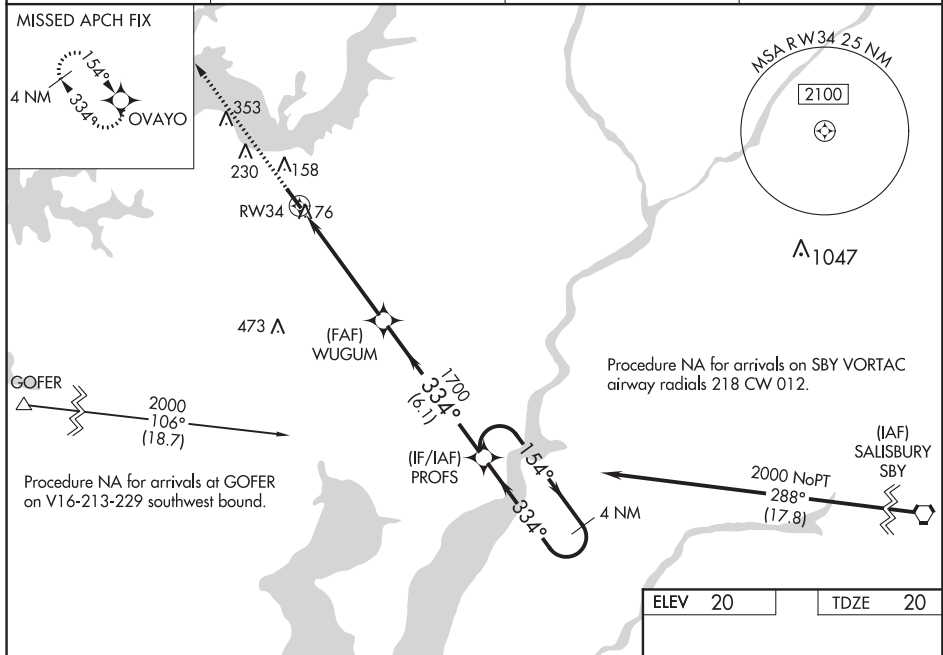 MISSED APCH FIX
154°
4 NM
334°
OVAYO
353
230
158
RW34
76
MSA RW34 25 NM
2100
1047
473
(FAF)
WUGUM
GOFER
2000
106°
(18.7)
1700
334°
(6.1)
Procedure NA for arrivals on SBY VORTAC
airway radials 218 CW 012.
(IF/IAF)
PROFS
154°
334°
4 NM
(IAF)
SALISBURY
SBY
2000 NoPT
288°
(17.8)
Procedure NA for arrivals at GOFER
on V16-213-229 southwest bound.
ELEV 20
TDZE 20